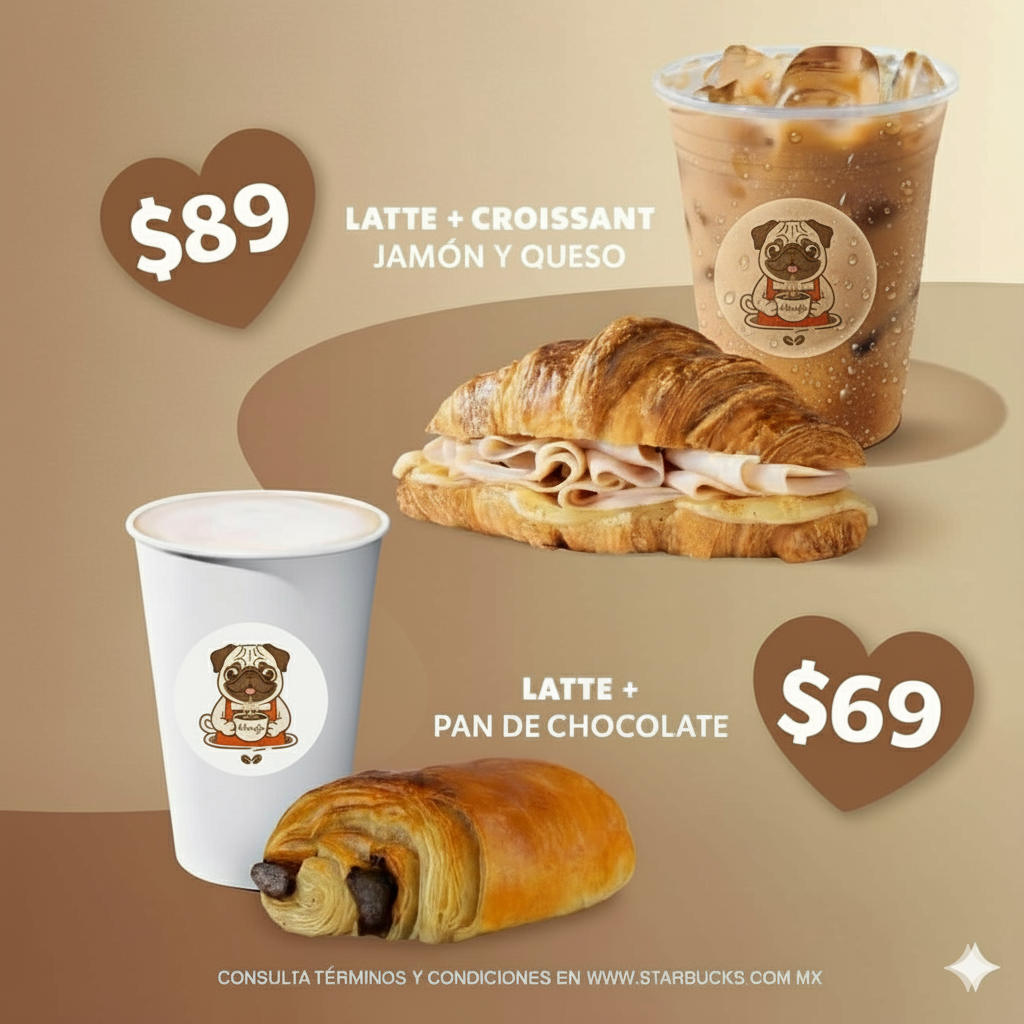 $89
LATTE + CROISSANT
JAMÓN Y QUESO
LATTE +
PAN DE CHOCOLATE
$69
CONSULTA TÉRMINOS Y CONDICIONES EN WWW.STARBUCKS.COM MX